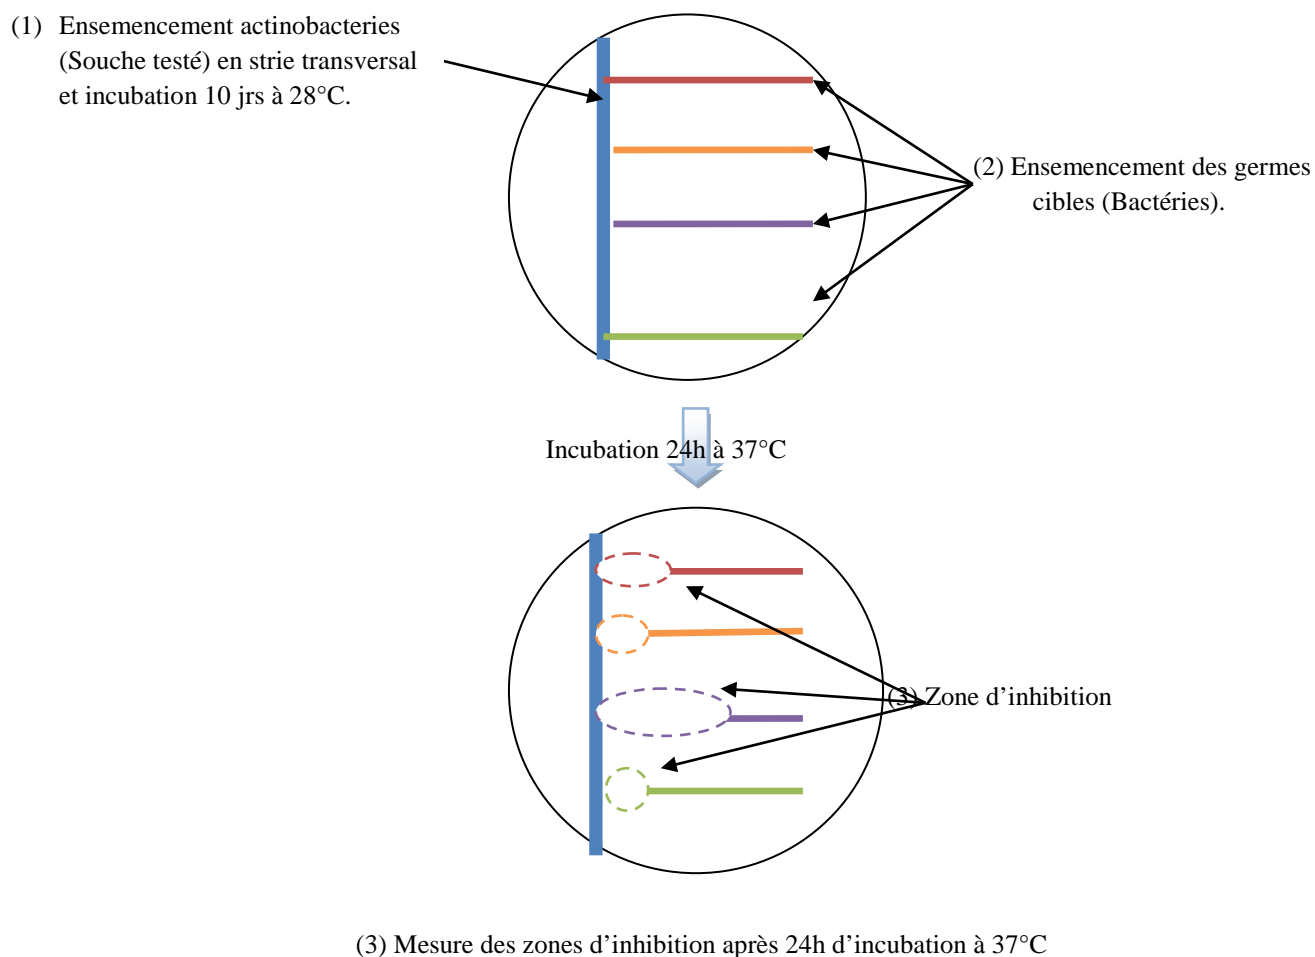 (1) Ensemencement actinobacteries
(Souche testé) en strie transversal
et incubation 10 jrs à 28°C.
(2) Ensemencement des germes
cibles (Bactéries).
Incubation 24h à 37°C
(3) Zone d’inhibition
(3) Mesure des zones d’inhibition après 24h d’incubation à 37°C